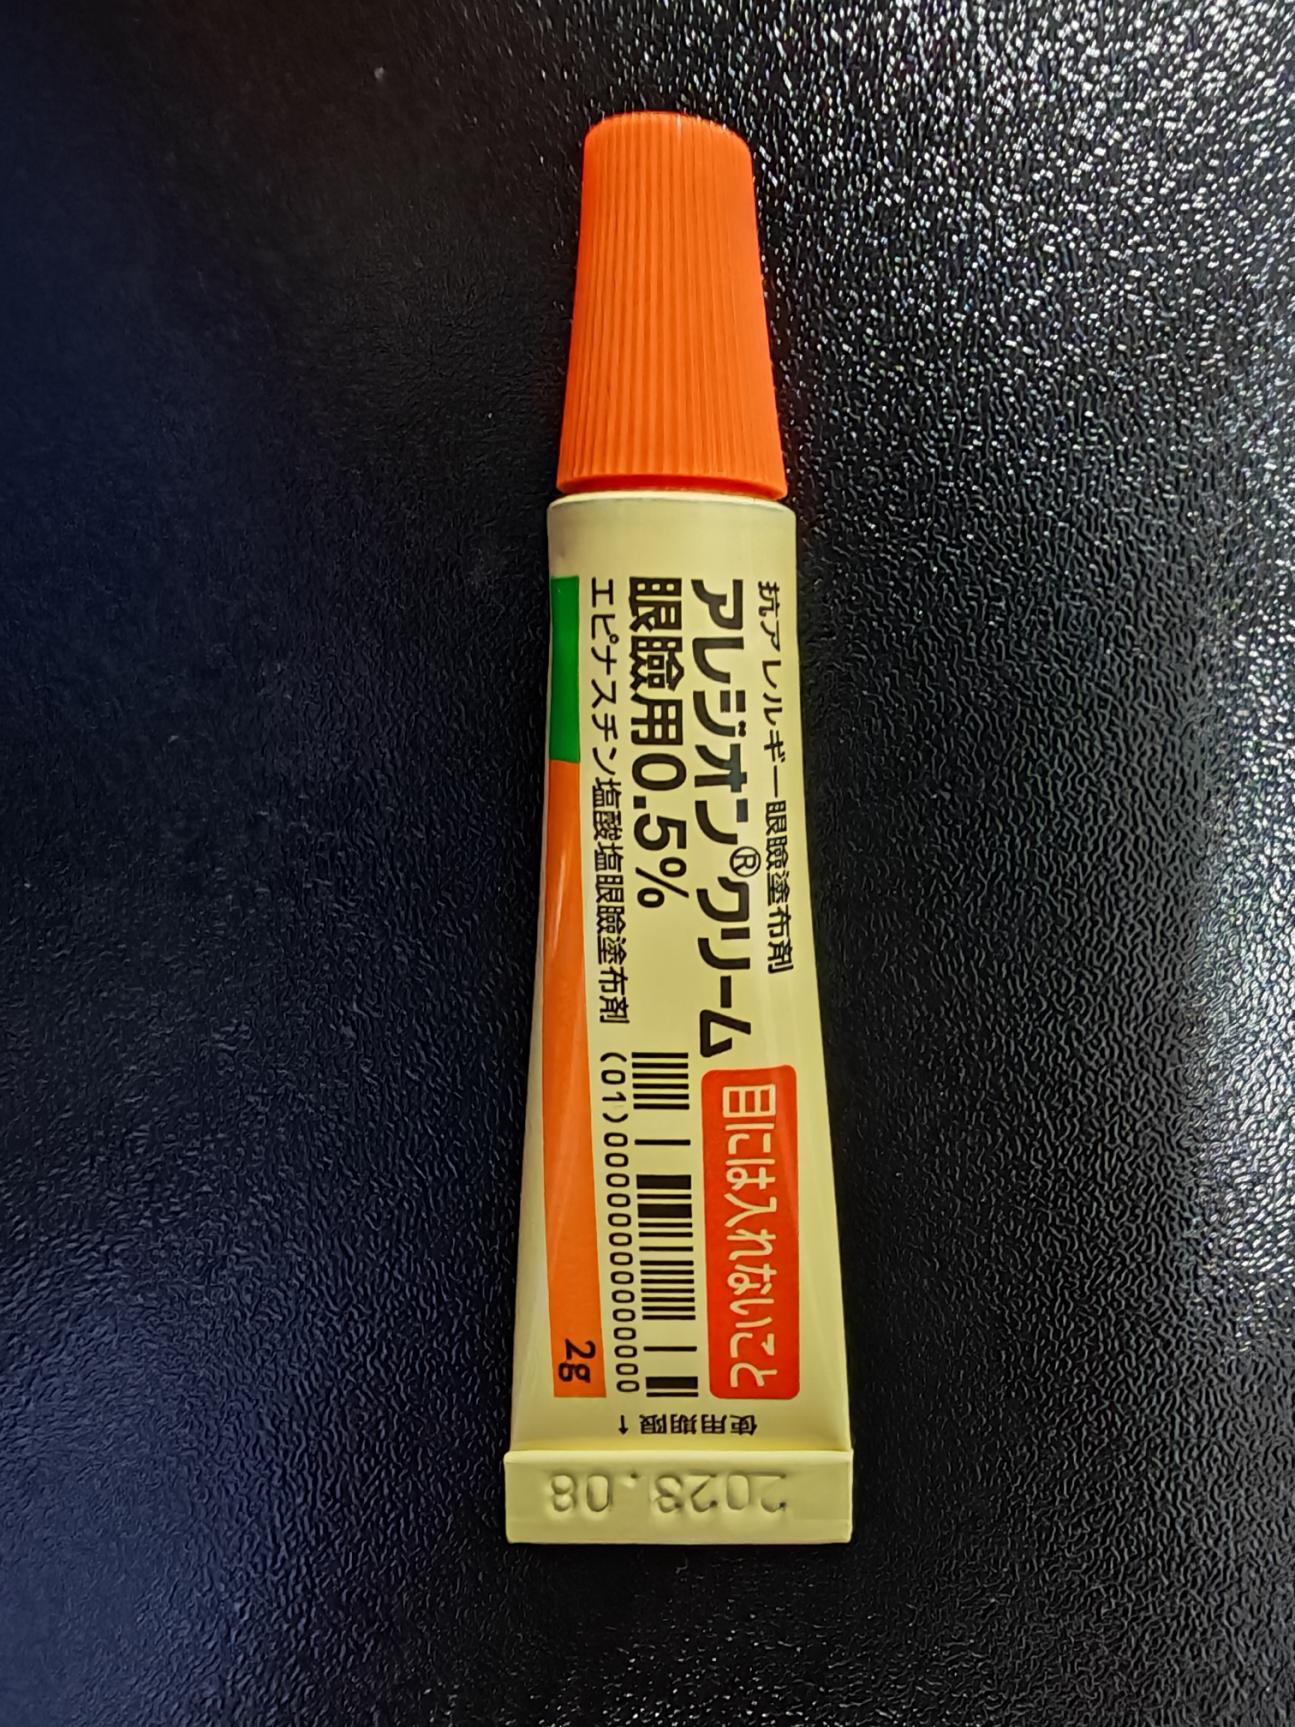 抗アレルギー眼瞼塗布剤
アレジオン®クリーム
眼瞼用0.5%
エピナスチン塩酸塩眼瞼塗布剤
目には入れないこと
(01)00000000000000
2g
使用期限↑
2028.08